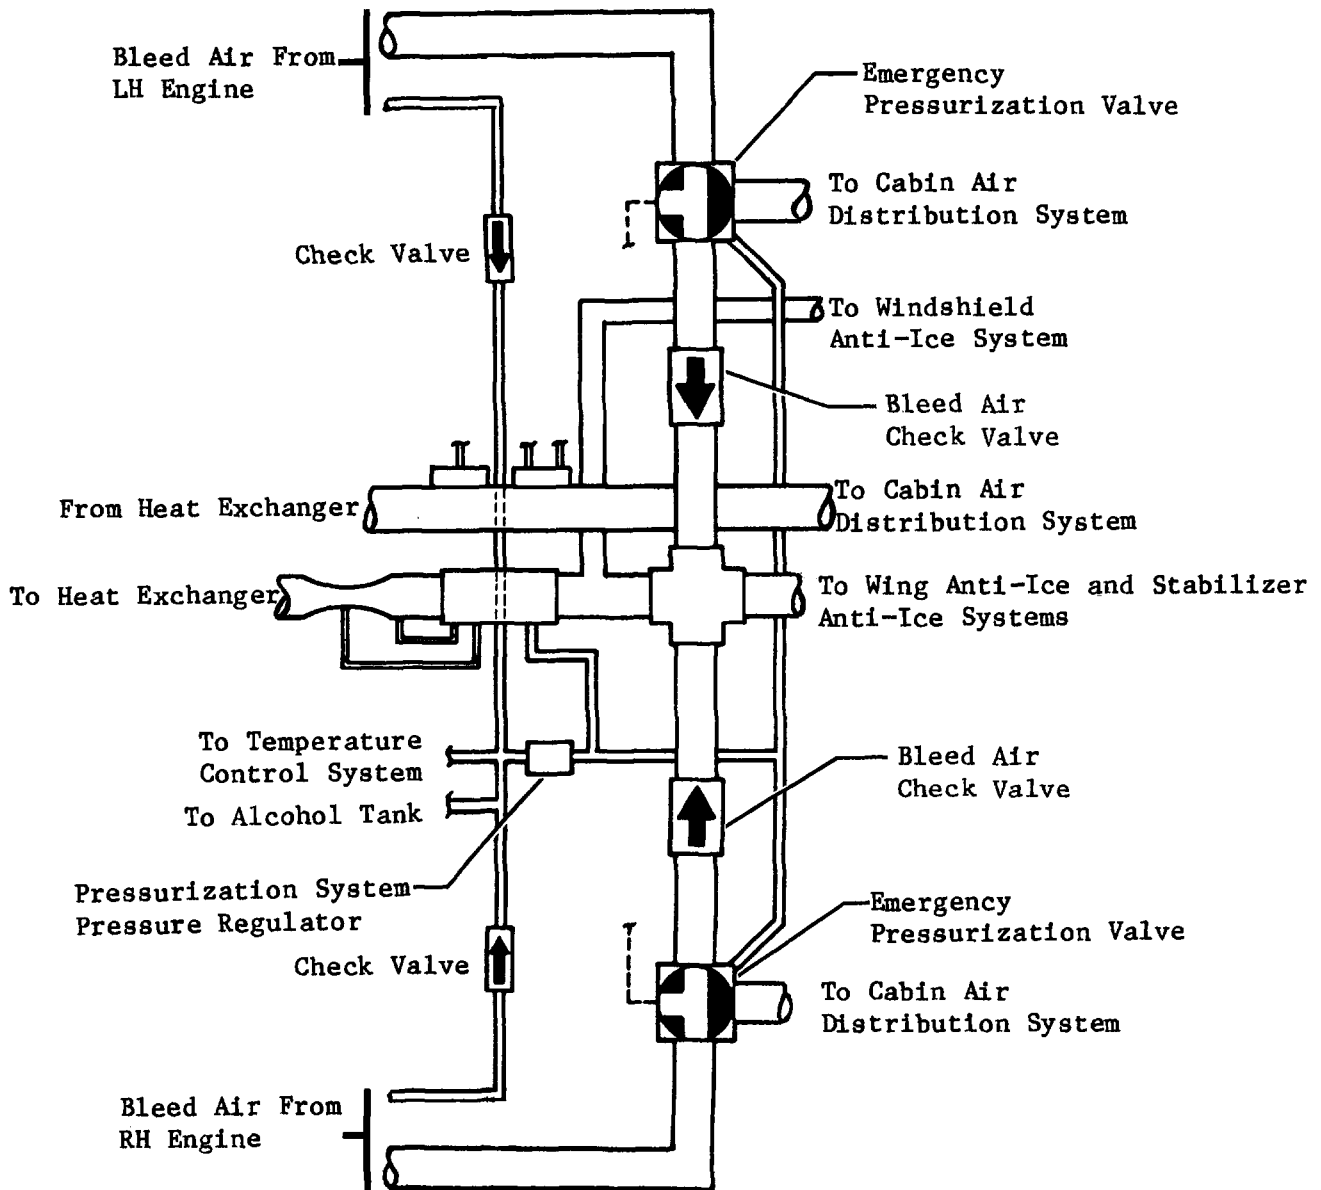 Bleed Air From
LH Engine
Emergency
Pressurization Valve
To Cabin Air
Distribution System
Check Valve
To Windshield
Anti-Ice System
Bleed Air
Check Valve
From Heat Exchanger
To Cabin Air
Distribution System
To Heat Exchanger
To Wing Anti-Ice and Stabilizer
Anti-Ice Systems
To Temperature
Control System
Bleed Air
Check Valve
To Alcohol Tank
Pressurization System
Pressure Regulator
Emergency
Pressurization Valve
Check Valve
To Cabin Air
Distribution System
Bleed Air From
RH Engine